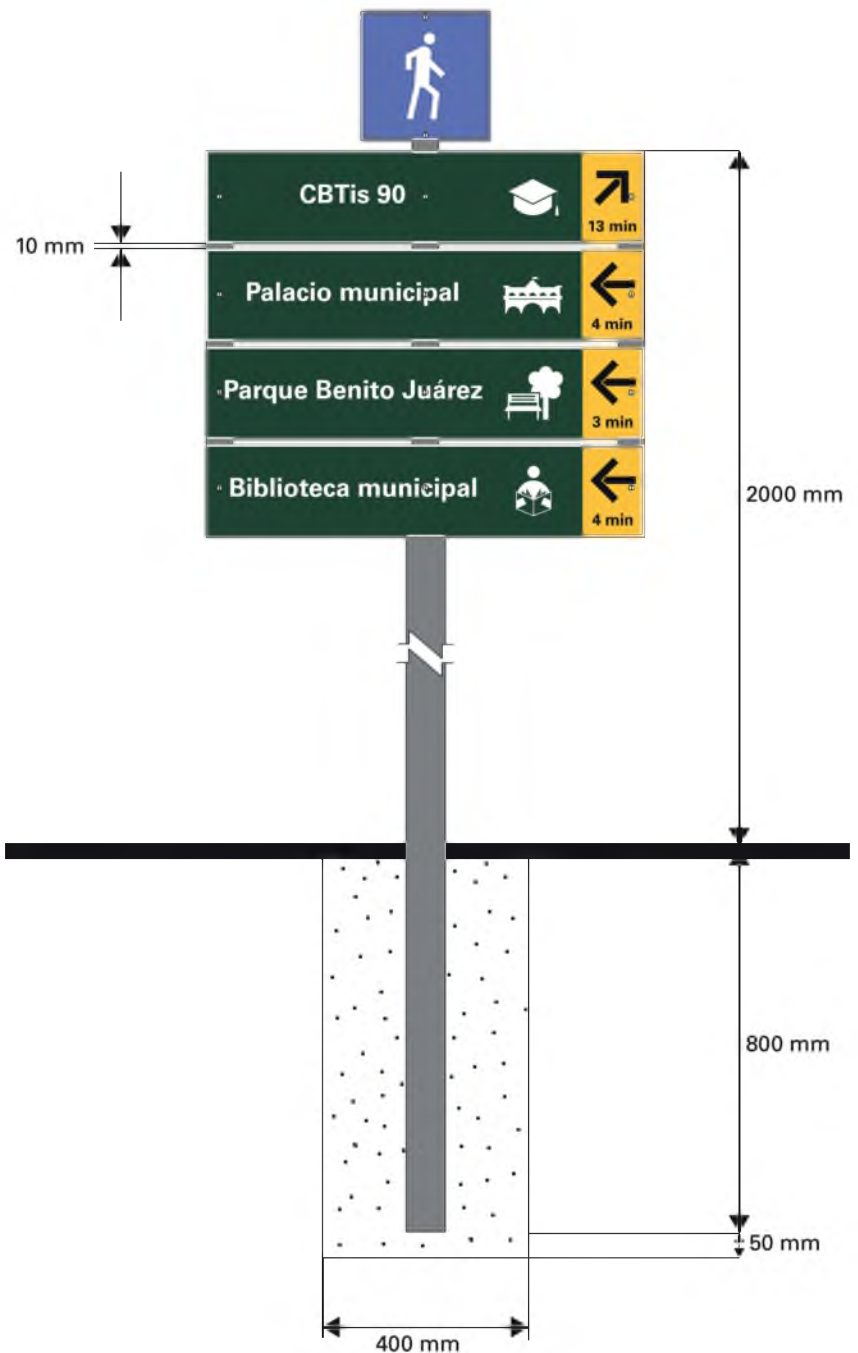 CBTis 90
13 min
10 mm
Palacio municipal
4 min
Parque Benito Juárez
3 min
Biblioteca municipal
4 min
2000 mm
800 mm
50 mm
400 mm